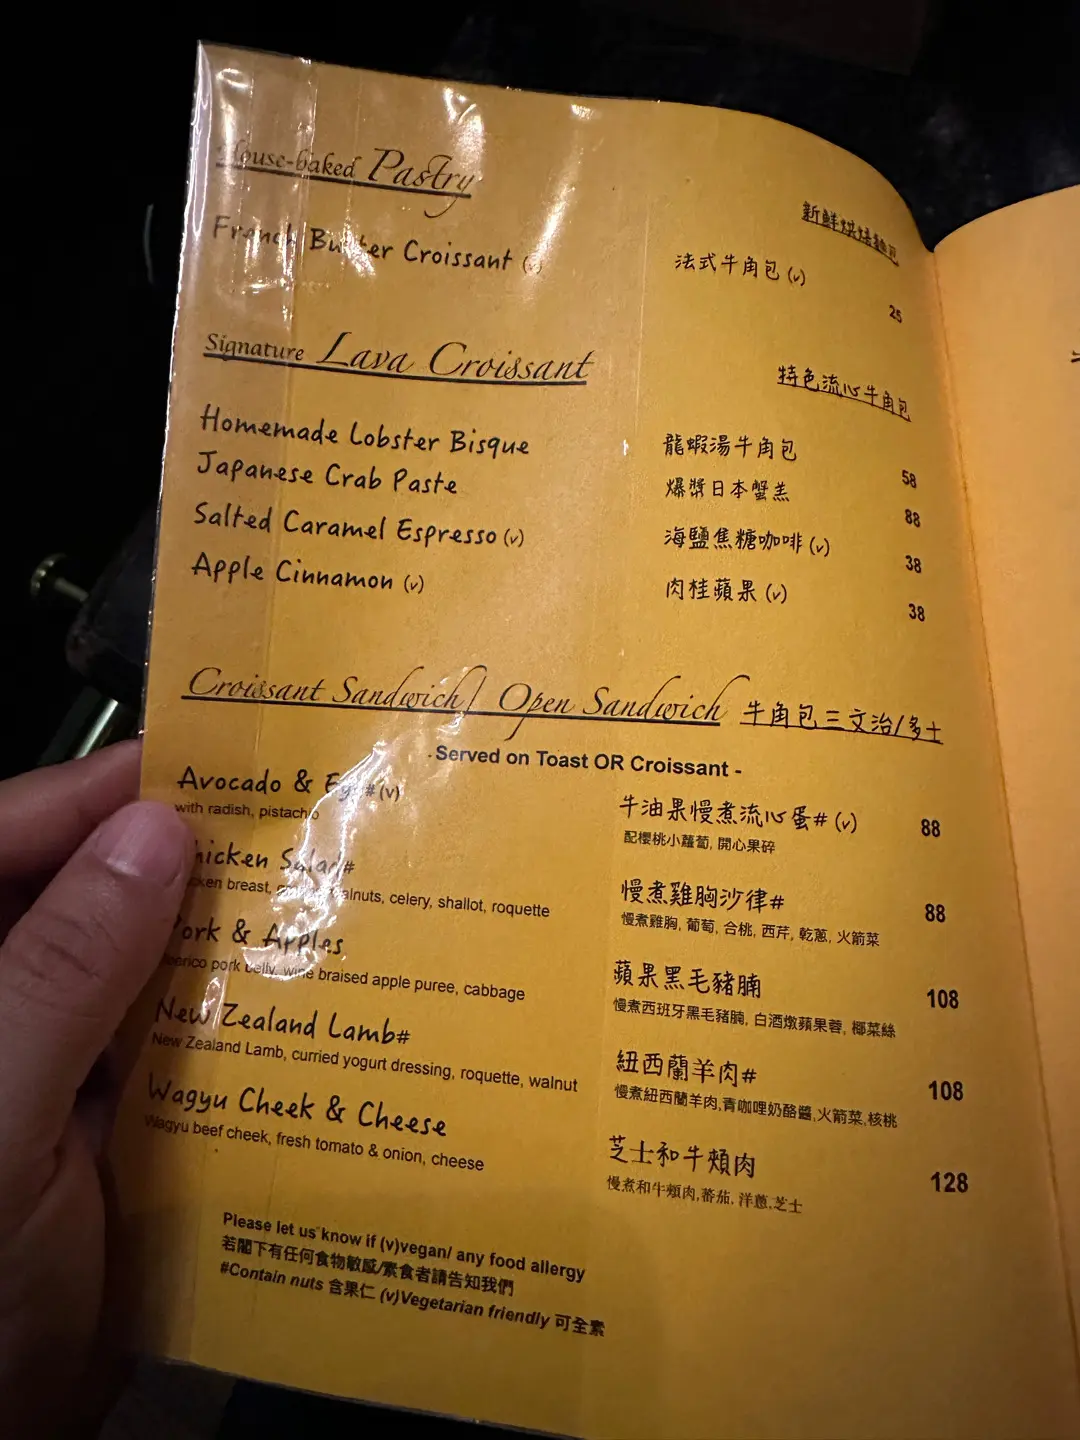 House-baked Pastry 新鮮烘焙麵包
French Butter Croissant (v) 法式牛角包 (v) 25
Signature Lava Croissant 特色流心牛角包
Homemade Lobster Bisque 龍蝦湯牛角包 58
Japanese Crab Paste 爆漿日本蟹羔 88
Salted Caramel Espresso (v) 海鹽焦糖咖啡 (v) 38
Apple Cinnamon (v) 肉桂蘋果 (v) 38
Croissant Sandwich/ Open Sandwich 牛角包三文治/多士
- Served on Toast OR Croissant -
Avocado & Egg# (v) 牛油果慢煮流心蛋# (v) 88
with radish, pistachio 配櫻桃小蘿蔔, 開心果碎
Chicken Salad# 慢煮雞胸沙律# 88
breast, walnuts, celery, shallot, roquette 慢煮雞胸, 葡萄, 合桃, 西芹, 乾蔥, 火箭菜
Pork & Apples 蘋果黑毛豬腩 108
Iberico pork belly, wine braised apple puree, cabbage 慢煮西班牙黑毛豬腩, 白酒燉蘋果蓉, 椰菜絲
New Zealand Lamb# 紐西蘭羊肉# 108
New Zealand Lamb, curried yogurt dressing, roquette, walnut 慢煮紐西蘭羊肉,青咖哩奶酪醬,火箭菜,核桃
Wagyu Cheek & Cheese 芝士和牛頰肉 128
Wagyu beef cheek, fresh tomato & onion, cheese 慢煮和牛頰肉,蕃茄, 洋蔥,芝士
Please let us know if (v)vegan/ any food allergy
若閣下有任何食物敏感/素食者請告知我們
#Contain nuts 含果仁 (v)Vegetarian friendly 可全素